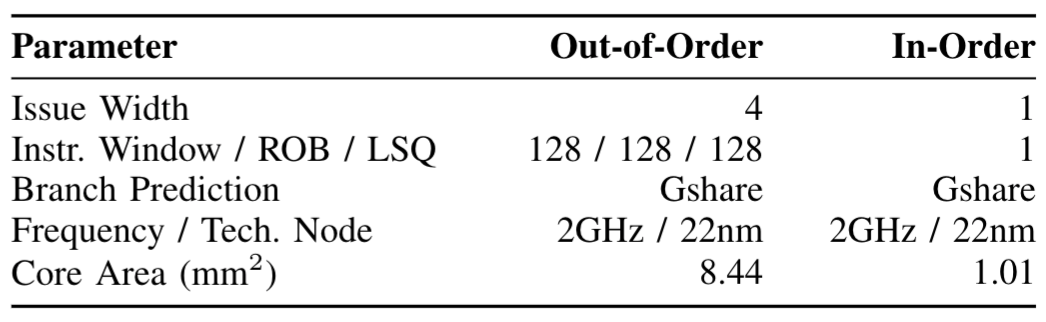 Parameter Out-of-Order In-Order
Issue Width 4 1
Instr. Window / ROB / LSQ 128 / 128 / 128 1
Branch Prediction Gshare Gshare
Frequency / Tech. Node 2GHz / 22nm 2GHz / 22nm
Core Area (mm²) 8.44 1.01